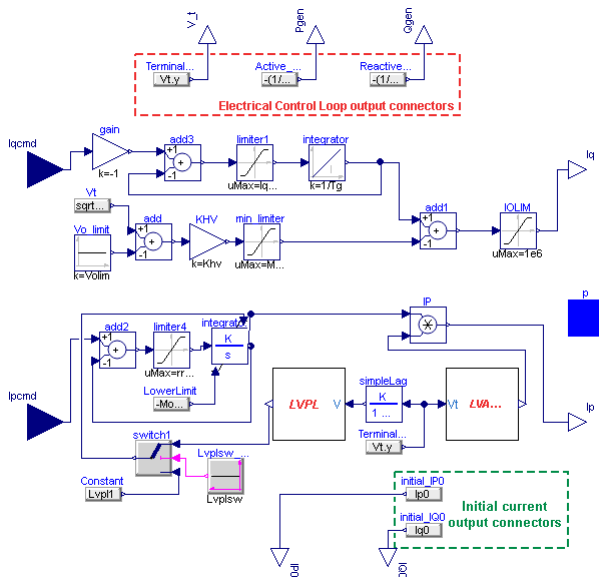 V_t
Pgen
Qgen
Terminal...
Active_...
Reactive...
Vt.y
-(1/...
-(1/...
Electrical Control Loop output connectors
Iqcmd
gain
k=-1
add3
+1
+
-1
limiter1
uMax=Iq...
integrator
k=1/Tg
Iq
Vt
sqrt...
Vo_limit
k=Volim
add
+1
+
-1
KHV
k=Khv
min_limiter
uMax=M...
add1
+1
+
-1
IOLIM
uMax=1e6
p
IP
Ipcmd
add2
+1
+
-1
limiter4
uMax=rr...
integrator
K
s
LowerLimit
-Mo...
LVPL
V
simpleLag
K
1 ...
Vt
LVA...
Terminal...
Vt.y
Ip
switch1
Constant
Lvpl1
Lvplsw_...
Lvplsw
initial_IP0
Ip0
initial_IQ0
Iq0
Initial current
output connectors
IP0
IQ0